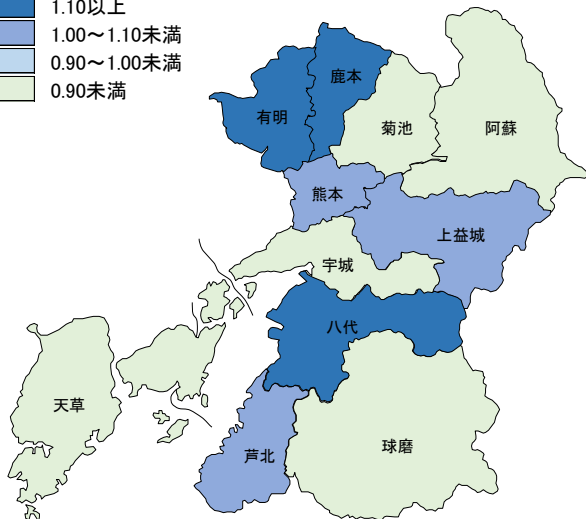 1.10以上
1.00～1.10未満
0.90～1.00未満
0.90未満
鹿本
有明
菊池
阿蘇
熊本
上益城
宇城
八代
天草
球磨
芦北